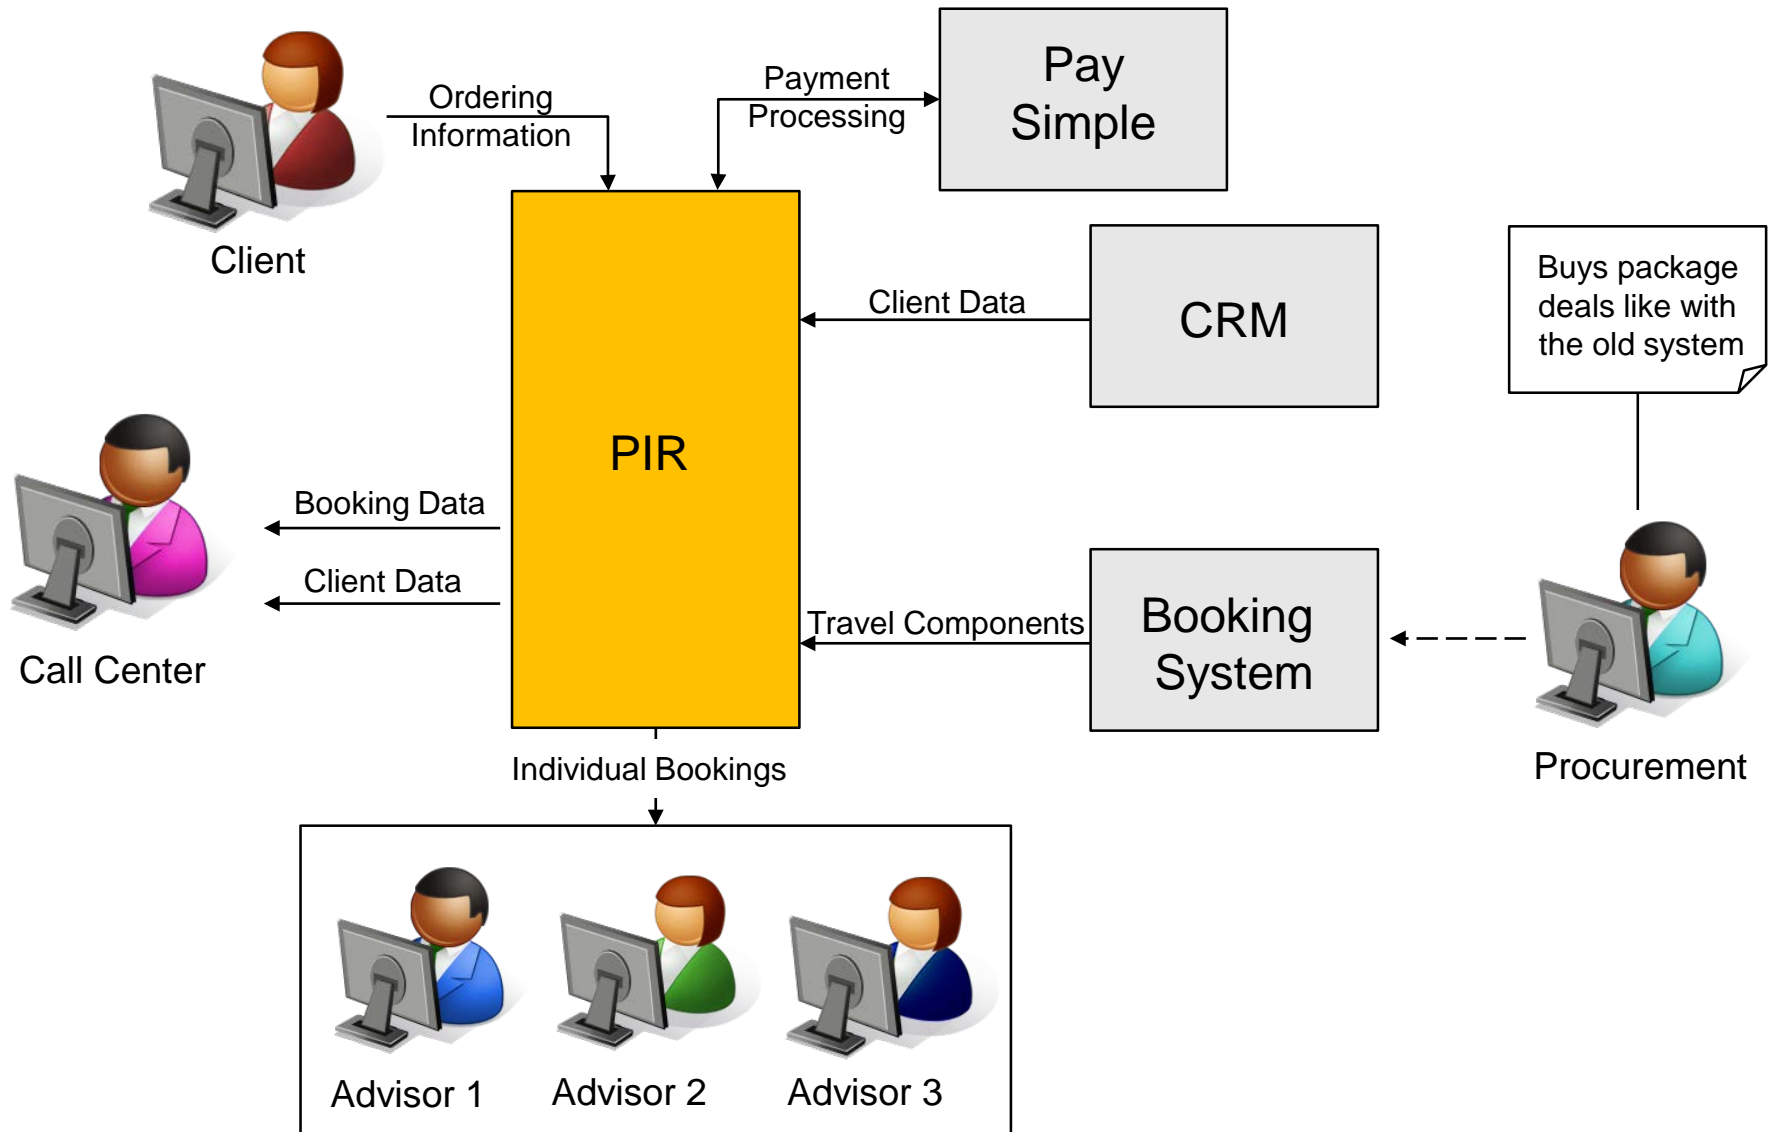 Pay
Simple
Payment
Processing
Ordering
Information
Client
Client Data
CRM
Buys package
deals like with
the old system
PIR
Booking Data
Client Data
Call Center
Travel Components
Booking
System
Procurement
Individual Bookings
Advisor 1
Advisor 2
Advisor 3